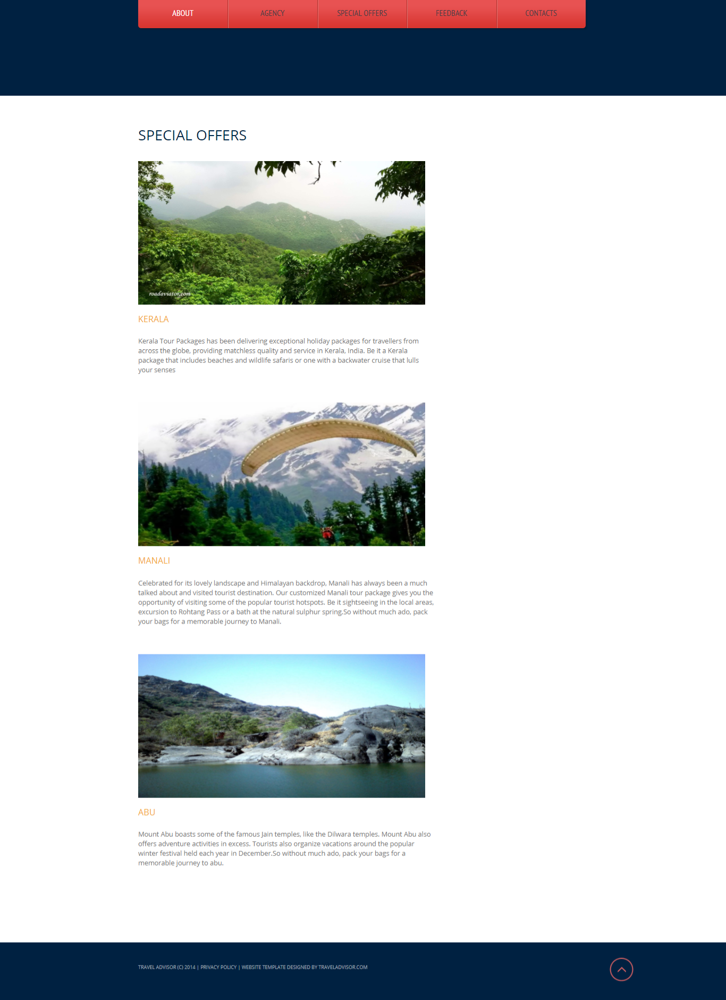 ABOUT
AGENCY
SPECIAL OFFERS
FEEDBACK
CONTACTS
SPECIAL OFFERS
roadaviator.com
KERALA
Kerala Tour Packages has been delivering exceptional holiday packages for travellers from
across the globe, providing matchless quality and service in Kerala, India. Be it a Kerala
package that includes beaches and wildlife safaris or one with a backwater cruise that lulls
your senses
MANALI
Celebrated for its lovely landscape and Himalayan backdrop, Manali has always been a much
talked about and visited tourist destination. Our customized Manali tour package gives you the
opportunity of visiting some of the popular tourist hotspots. Be it sightseeing in the local areas,
excursion to Rohtang Pass or a bath at the natural sulphur spring.So without much ado, pack
your bags for a memorable journey to Manali.
ABU
Mount Abu boasts some of the famous Jain temples, like the Dilwara temples. Mount Abu also
offers adventure activities in excess. Tourists also organize vacations around the popular
winter festival held each year in December.So without much ado, pack your bags for a
memorable journey to abu.
TRAVEL ADVISOR (C) 2014 | PRIVACY POLICY | WEBSITE TEMPLATE DESIGNED BY TRAVELADVISOR.COM